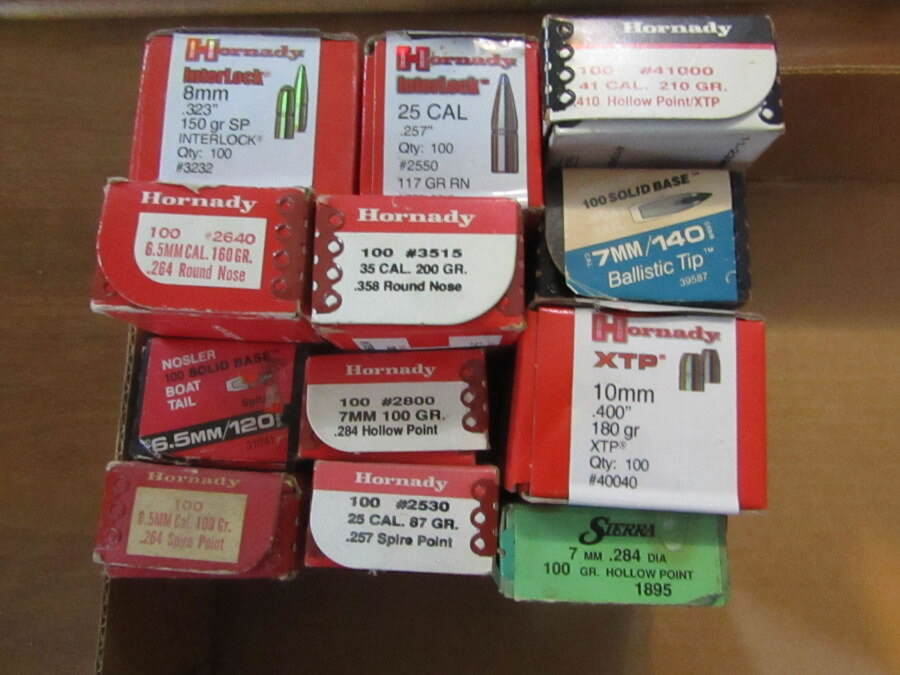 Hornady
InterLock®
8mm
.323"
150 gr SP
INTERLOCK®
Qty: 100
#3232
Hornady
InterLock™
25 CAL
.257"
Qty: 100
#2550
117 GR RN
Hornady
100 #41000
41 CAL. 210 GR.
.410 Hollow Point/XTP
Hornady
100 #2640
6.5MM CAL. 160 GR.
.264 Round Nose
Hornady
100 #3515
35 CAL. 200 GR.
.358 Round Nose
100 SOLID BASE™
CAL. 7MM/140
Ballistic Tip™
39587
NOSLER
100 SOLID BASE™
BOAT
TAIL
6.5MM/120
Hornady
100 #2800
7MM 100 GR.
.284 Hollow Point
Hornady
XTP®
10mm
.400"
180 gr
XTP®
Qty: 100
#40040
Hornady
100
6.5MM Cal. 100 Gr.
.264 Spire Point
Hornady
100 #2530
25 CAL. 87 GR.
.257 Spire Point
SIERRA
7 MM .284 DIA
100 GR. HOLLOW POINT
1895